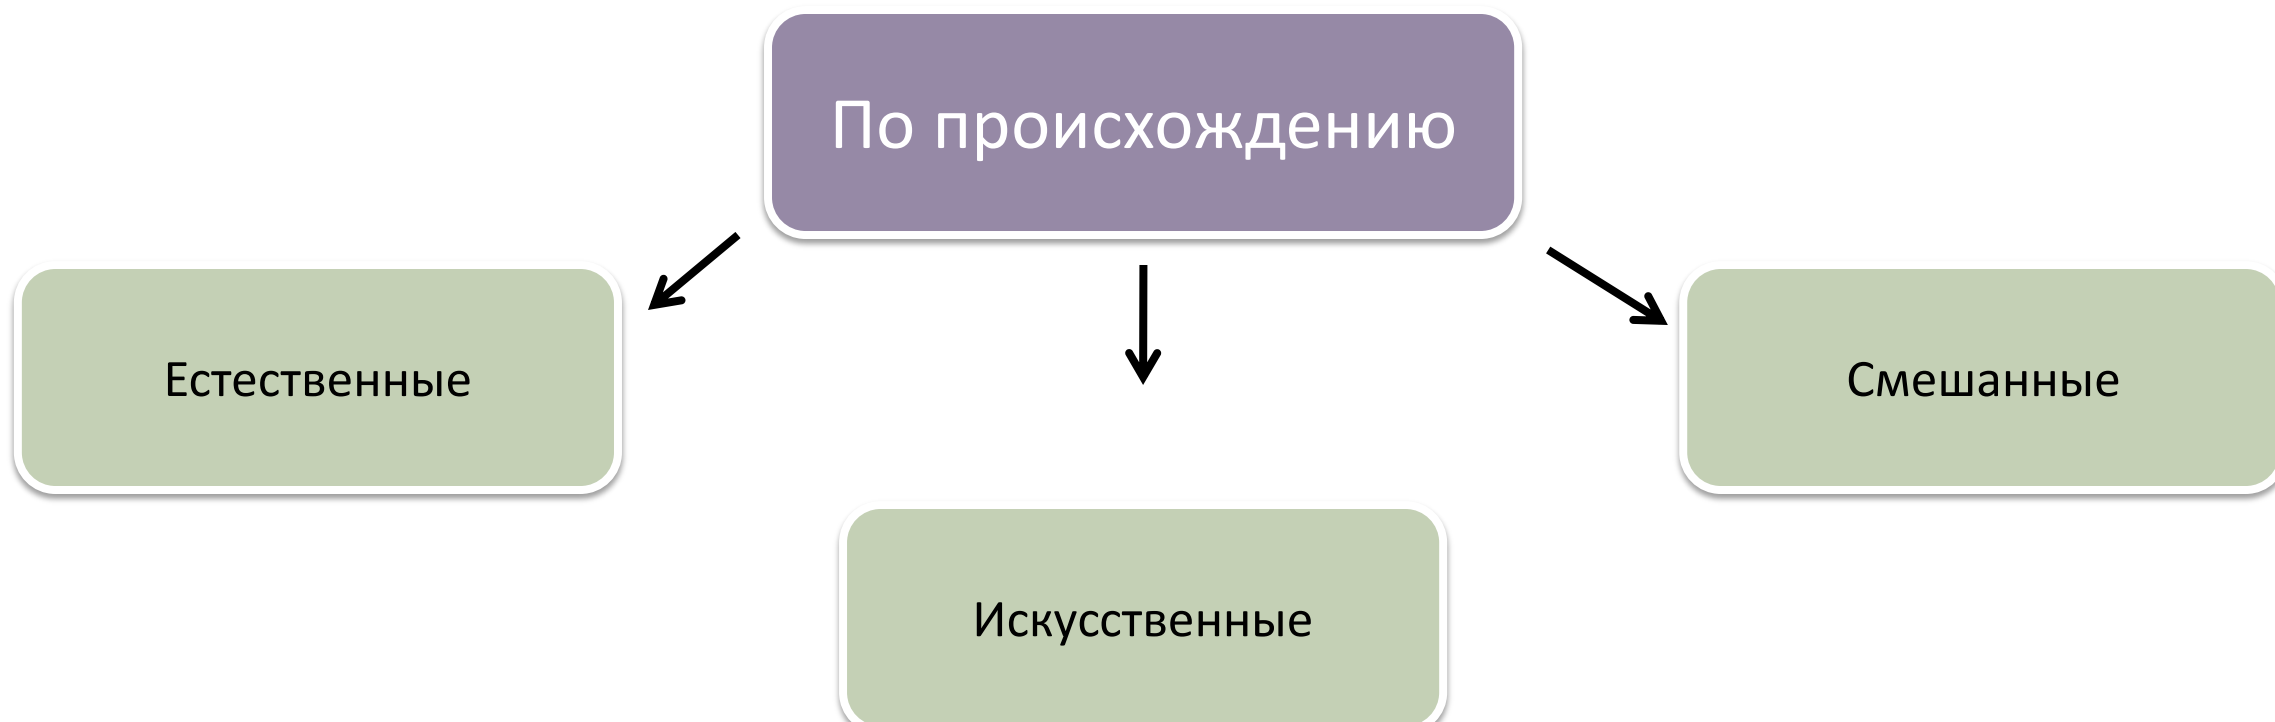 По происхождению
Естественные
Смешанные
Искусственные